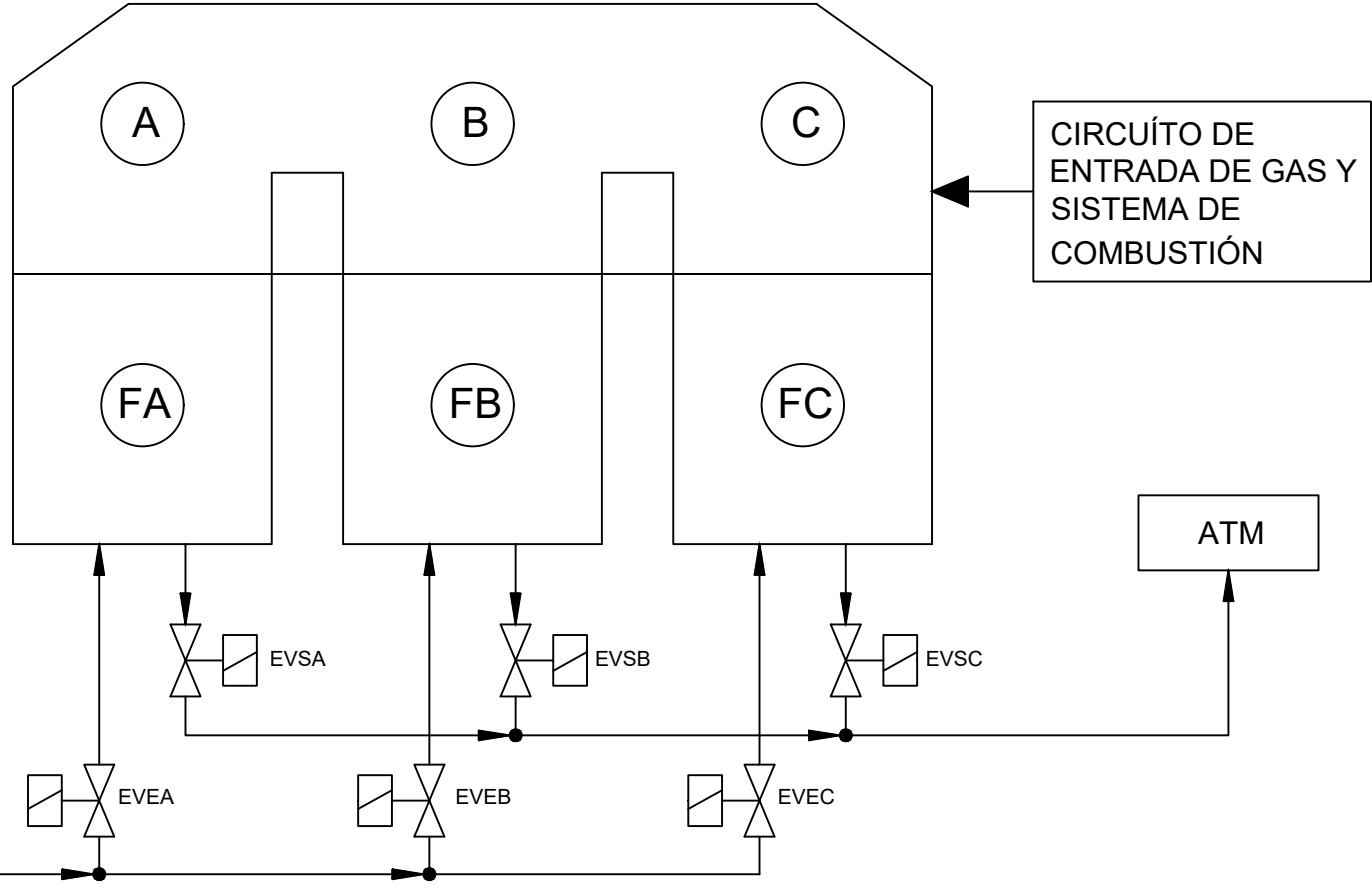 A
B
C
CIRCUÍTO DE
ENTRADA DE GAS Y
SISTEMA DE
COMBUSTIÓN
FA
FB
FC
ATM
EVSA
EVSB
EVSC
EVEA
EVEB
EVEC